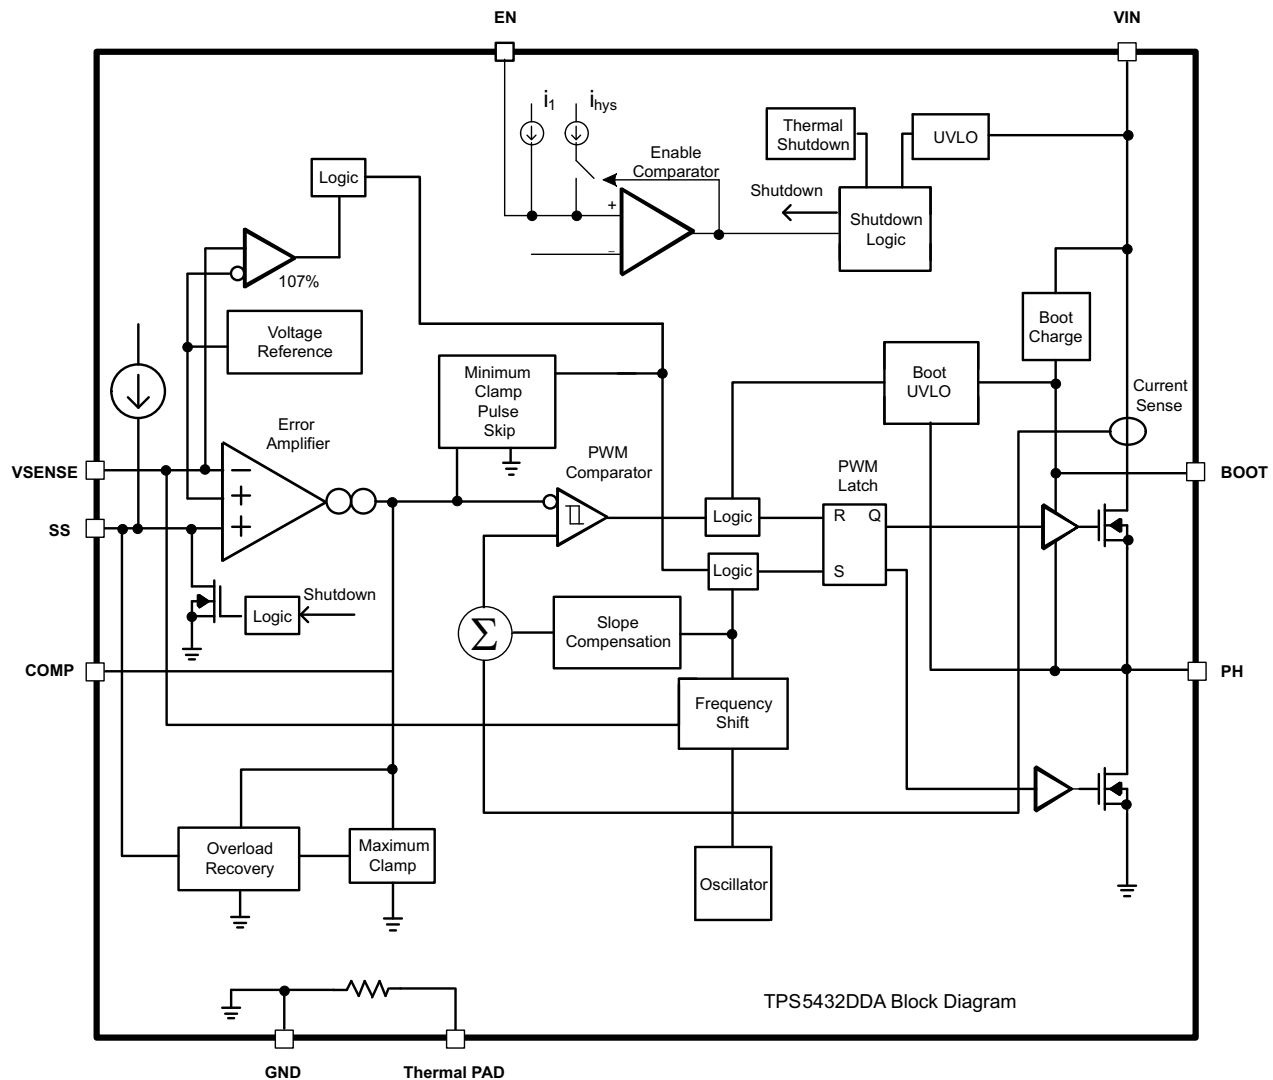 EN
VIN
i1
ihys
Thermal
Shutdown
UVLO
Enable
Comparator
Logic
Shutdown
+
−
Shutdown
Logic
107%
Voltage
Reference
Boot
Charge
Minimum
Clamp
Pulse
Skip
Boot
UVLO
Current
Sense
Error
Amplifier
PWM
Comparator
PWM
Latch
VSENSE
−
+
+
BOOT
SS
Logic
R Q
S
Logic
Shutdown
Logic
Σ
Slope
Compensation
COMP
PH
Frequency
Shift
Overload
Recovery
Maximum
Clamp
Oscillator
TPS5432DDA Block Diagram
GND
Thermal PAD